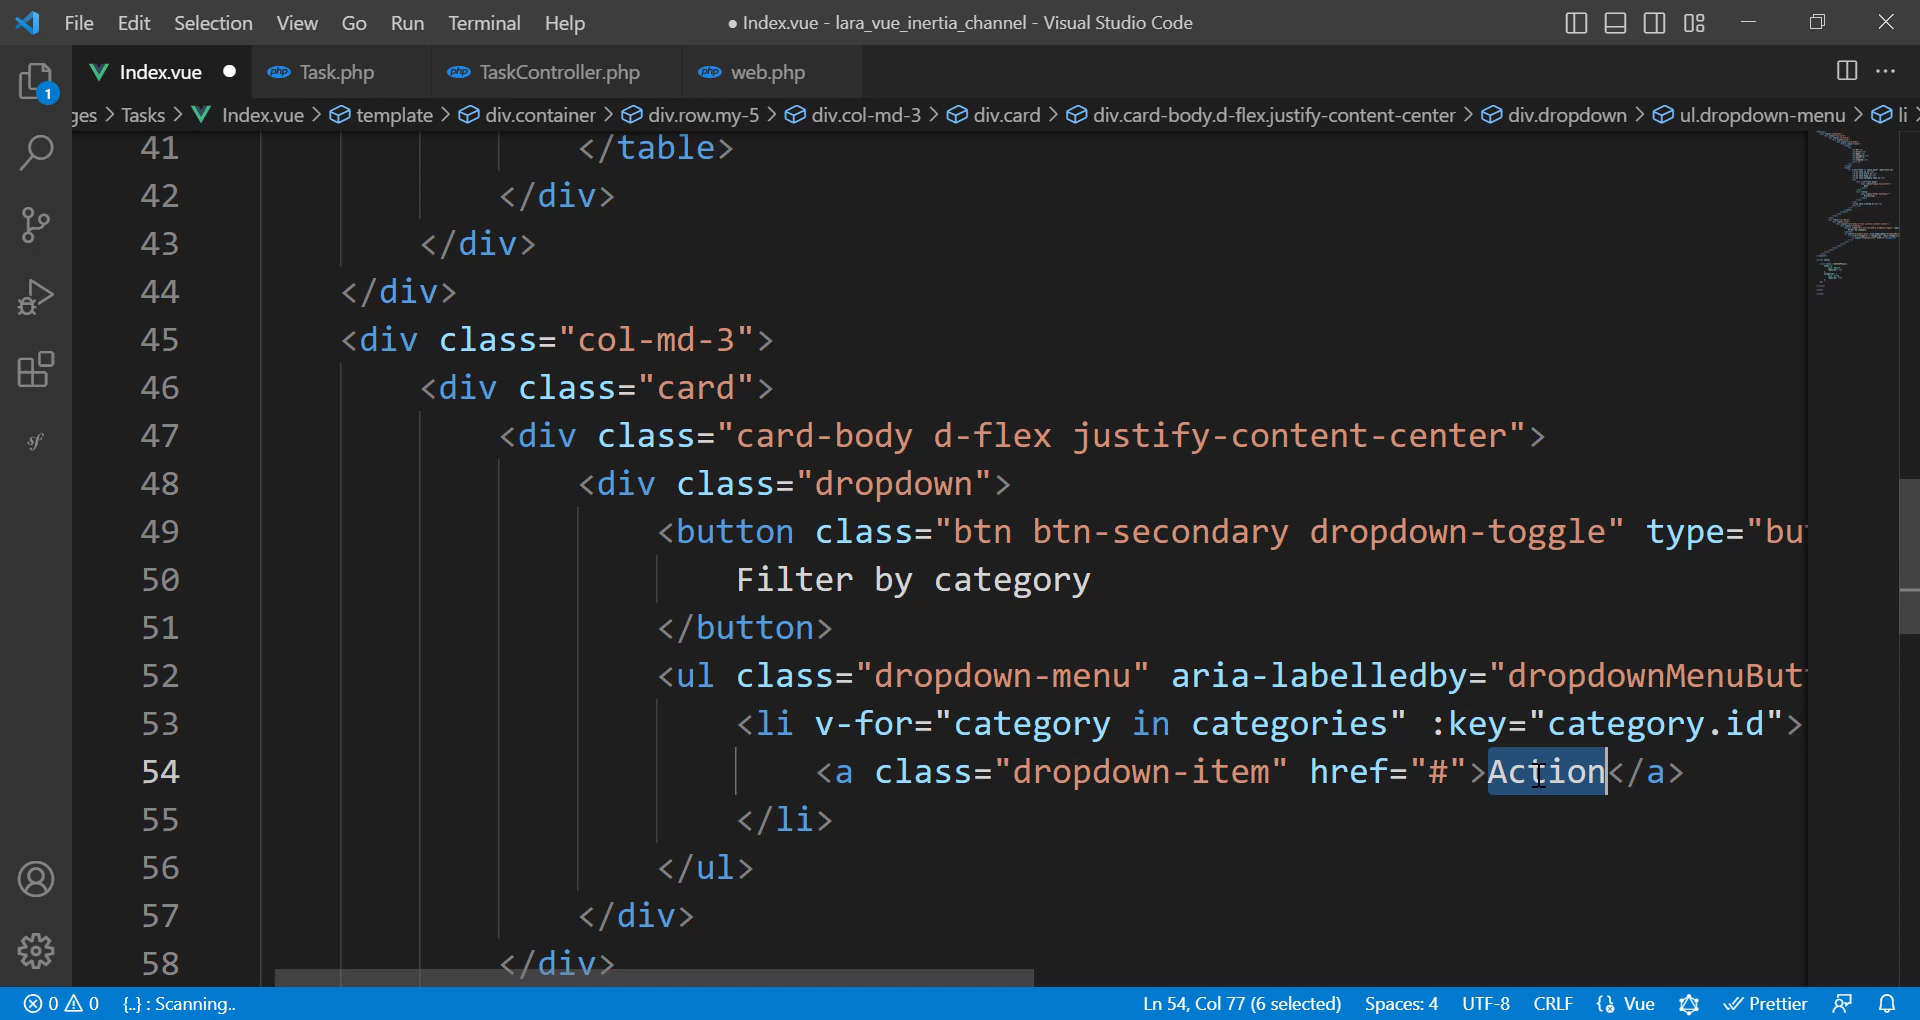 File Edit Selection View Go Run Terminal Help ● Index.vue - lara_vue_inertia_channel - Visual Studio Code
Index.vue Task.php TaskController.php web.php
ges > Tasks > Index.vue > template > div.container > div.row.my-5 > div.col-md-3 > div.card > div.card-body.d-flex.justify-content-center > div.dropdown > ul.dropdown-menu > li >
1
41 </table>
42 </div>
43 </div>
44 </div>
45 <div class="col-md-3">
46 <div class="card">
47 <div class="card-body d-flex justify-content-center">
48 <div class="dropdown">
49 <button class="btn btn-secondary dropdown-toggle" type="bu
50 Filter by category
51 </button>
52 <ul class="dropdown-menu" aria-labelledby="dropdownMenuBut
53 <li v-for="category in categories" :key="category.id">
54 <a class="dropdown-item" href="#">Action</a>
55 </li>
56 </ul>
57 </div>
58 </div>
0 0 {..} : Scanning.. Ln 54, Col 77 (6 selected) Spaces: 4 UTF-8 CRLF Vue Prettier